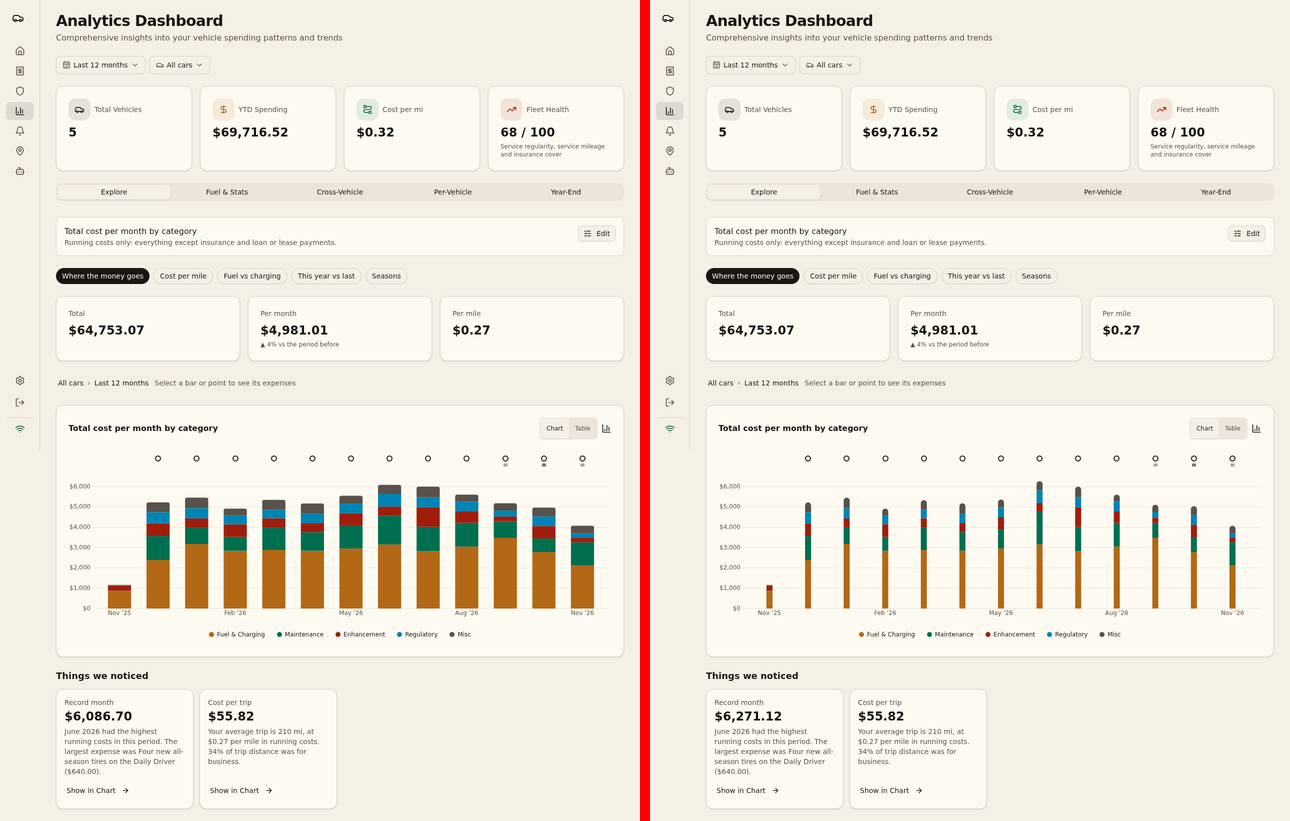 Analytics Dashboard
Comprehensive insights into your vehicle spending patterns and trends
Last 12 months
All cars
Total Vehicles
5
YTD Spending
$69,716.52
Cost per mi
$0.32
Fleet Health
68 / 100
Service regularity, service mileage
and insurance cover
Explore
Fuel & Stats
Cross-Vehicle
Per-Vehicle
Year-End
Total cost per month by category
Running costs only: everything except insurance and loan or lease payments.
Edit
Where the money goes
Cost per mile
Fuel vs charging
This year vs last
Seasons
Total
$64,753.07
Per month
$4,981.01
▲ 4% vs the period before
Per mile
$0.27
All cars › Last 12 months Select a bar or point to see its expenses
Total cost per month by category
Chart
Table
$6,000
$5,000
$4,000
$3,000
$2,000
$1,000
$0
Nov '25
Feb '26
May '26
Aug '26
Nov '26
Fuel & Charging
Maintenance
Enhancement
Regulatory
Misc
Things we noticed
Record month
$6,086.70
June 2026 had the highest
running costs in this period. The
largest expense was Four new all-
season tires on the Daily Driver
($640.00).
Show in Chart →
Cost per trip
$55.82
Your average trip is 210 mi, at
$0.27 per mile in running costs.
34% of trip distance was for
business.
Show in Chart →
Analytics Dashboard
Comprehensive insights into your vehicle spending patterns and trends
Last 12 months
All cars
Total Vehicles
5
YTD Spending
$69,716.52
Cost per mi
$0.32
Fleet Health
68 / 100
Service regularity, service mileage
and insurance cover
Explore
Fuel & Stats
Cross-Vehicle
Per-Vehicle
Year-End
Total cost per month by category
Running costs only: everything except insurance and loan or lease payments.
Edit
Where the money goes
Cost per mile
Fuel vs charging
This year vs last
Seasons
Total
$64,753.07
Per month
$4,981.01
▲ 4% vs the period before
Per mile
$0.27
All cars › Last 12 months Select a bar or point to see its expenses
Total cost per month by category
Chart
Table
$6,000
$5,000
$4,000
$3,000
$2,000
$1,000
$0
Nov '25
Feb '26
May '26
Aug '26
Nov '26
Fuel & Charging
Maintenance
Enhancement
Regulatory
Misc
Things we noticed
Record month
$6,271.12
June 2026 had the highest
running costs in this period. The
largest expense was Four new all-
season tires on the Daily Driver
($640.00).
Show in Chart →
Cost per trip
$55.82
Your average trip is 210 mi, at
$0.27 per mile in running costs.
34% of trip distance was for
business.
Show in Chart →